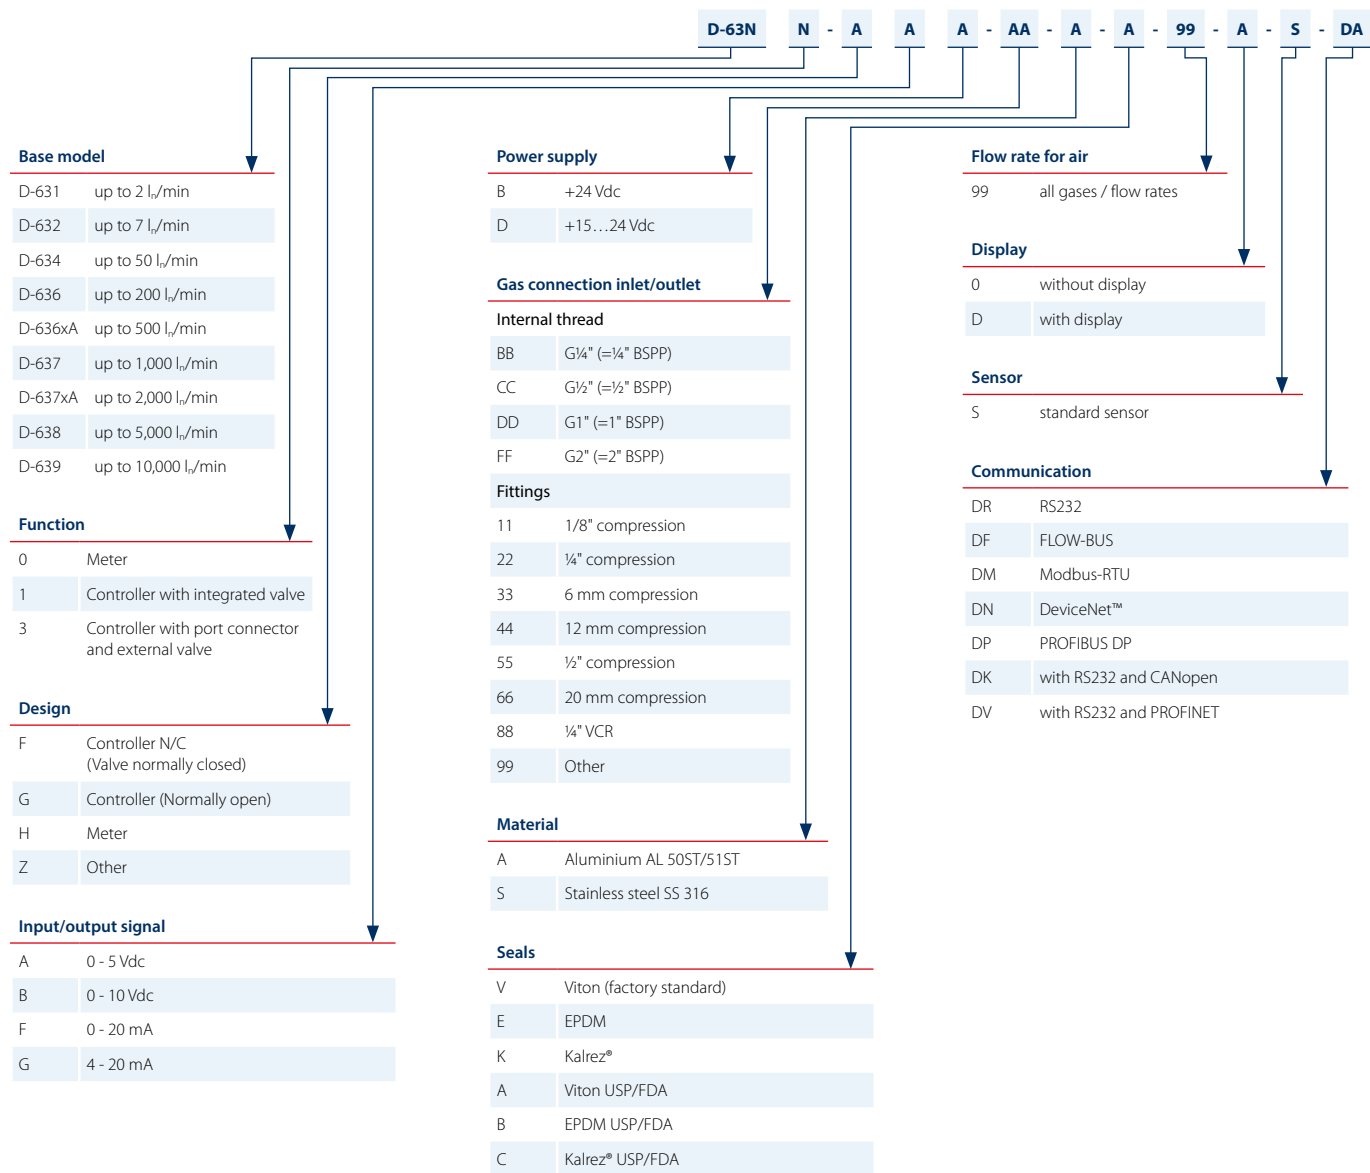 D-63N N - A A A - AA - A - A - 99 - A - S - DA
Base model
D-631 up to 2 lₙ/min
D-632 up to 7 lₙ/min
D-634 up to 50 lₙ/min
D-636 up to 200 lₙ/min
D-636xA up to 500 lₙ/min
D-637 up to 1,000 lₙ/min
D-637xA up to 2,000 lₙ/min
D-638 up to 5,000 lₙ/min
D-639 up to 10,000 lₙ/min
Function
0 Meter
1 Controller with integrated valve
3 Controller with port connector
and external valve
Design
F Controller N/C
(Valve normally closed)
G Controller (Normally open)
H Meter
Z Other
Input/output signal
A 0 - 5 Vdc
B 0 - 10 Vdc
F 0 - 20 mA
G 4 - 20 mA
Power supply
B +24 Vdc
D +15…24 Vdc
Gas connection inlet/outlet
Internal thread
BB G¼" (=¼" BSPP)
CC G½" (=½" BSPP)
DD G1" (=1" BSPP)
FF G2" (=2" BSPP)
Fittings
11 1/8" compression
22 ¼" compression
33 6 mm compression
44 12 mm compression
55 ½" compression
66 20 mm compression
88 ¼" VCR
99 Other
Material
A Aluminium AL 50ST/51ST
S Stainless steel SS 316
Seals
V Viton (factory standard)
E EPDM
K Kalrez®
A Viton USP/FDA
B EPDM USP/FDA
C Kalrez® USP/FDA
Flow rate for air
99 all gases / flow rates
Display
0 without display
D with display
Sensor
S standard sensor
Communication
DR RS232
DF FLOW-BUS
DM Modbus-RTU
DN DeviceNet™
DP PROFIBUS DP
DK with RS232 and CANopen
DV with RS232 and PROFINET